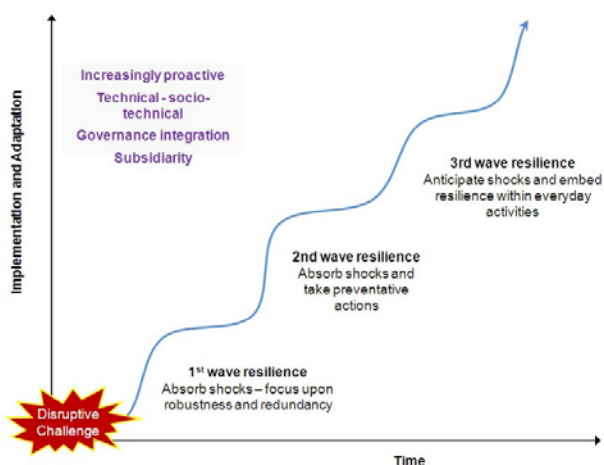 Increasingly proactive
Technical - socio-
technical
Governance integration
Subsidiarity
Implementation and Adaptation
3rd wave resilience
Anticipate shocks and embed
resilience within everyday
activities
2nd wave resilience
Absorb shocks and
take preventative
actions
1st wave resilience
Absorb shocks – focus upon
robustness and redundancy
Disruptive
Challenge
Time